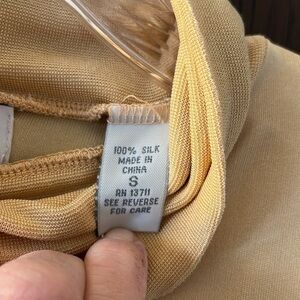 100% SILK
MADE IN
CHINA
S
RN 13711
SEE REVERSE
FOR CARE